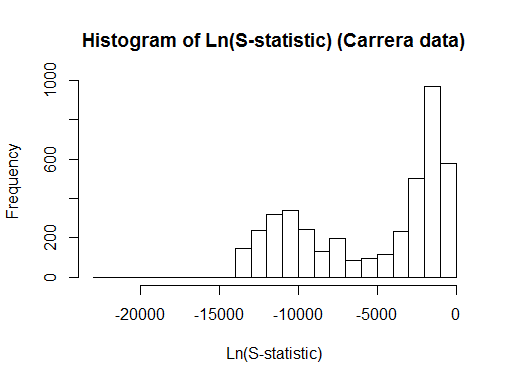 Histogram of Ln(S-statistic) (Carrera data)
Frequency
1000
600
200
0
-20000 -15000 -10000 -5000 0
Ln(S-statistic)